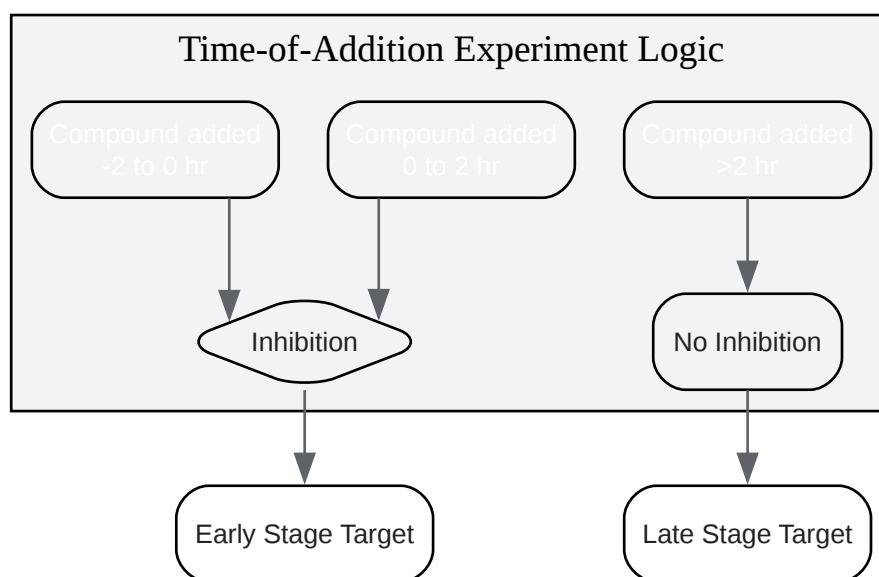 Time-of-Addition Experiment Logic
Compound added
-2 to 0 hr
Compound added
0 to 2 hr
Compound added
>2 hr
Inhibition
No Inhibition
Early Stage Target
Late Stage Target